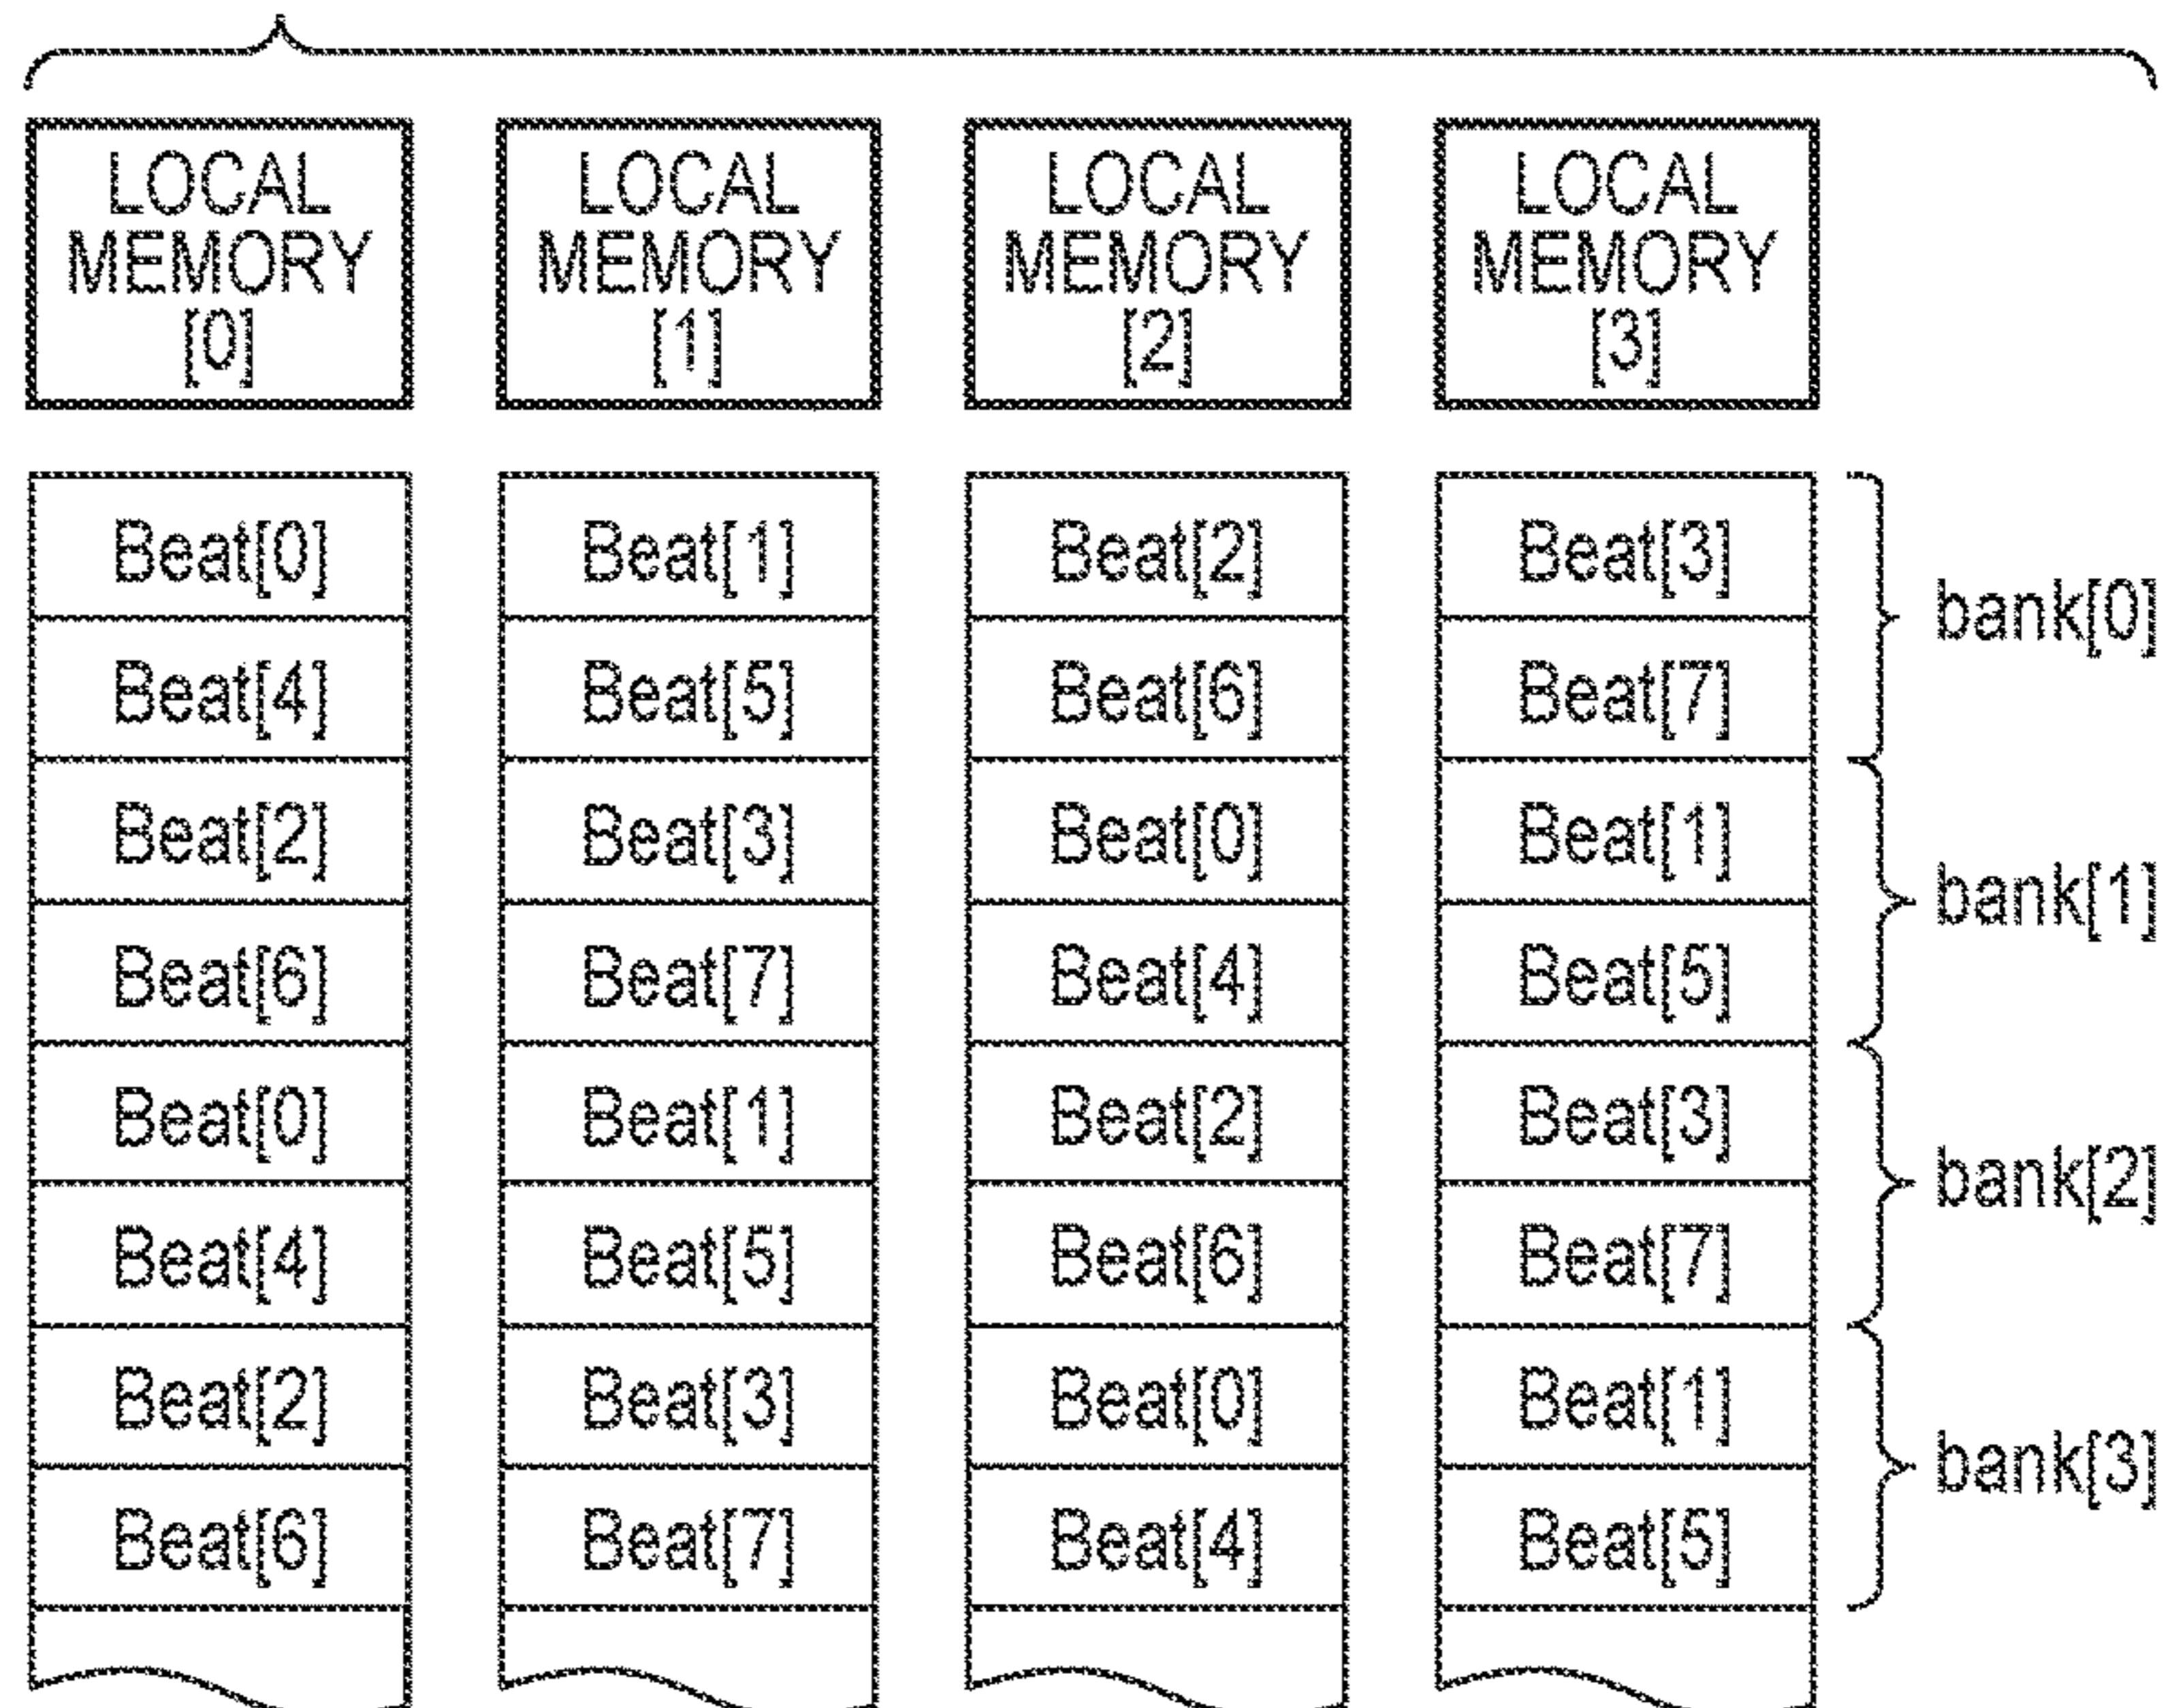 LOCAL MEMORY [0] LOCAL MEMORY [1] LOCAL MEMORY [2] LOCAL MEMORY [3]
Beat[0] Beat[1] Beat[2] Beat[3]
bank[0]
Beat[4] Beat[5] Beat[6] Beat[7]
Beat[2] Beat[3] Beat[0] Beat[1]
bank[1]
Beat[6] Beat[7] Beat[4] Beat[5]
Beat[0] Beat[1] Beat[2] Beat[3]
bank[2]
Beat[4] Beat[5] Beat[6] Beat[7]
Beat[2] Beat[3] Beat[0] Beat[1]
bank[3]
Beat[6] Beat[7] Beat[4] Beat[5]